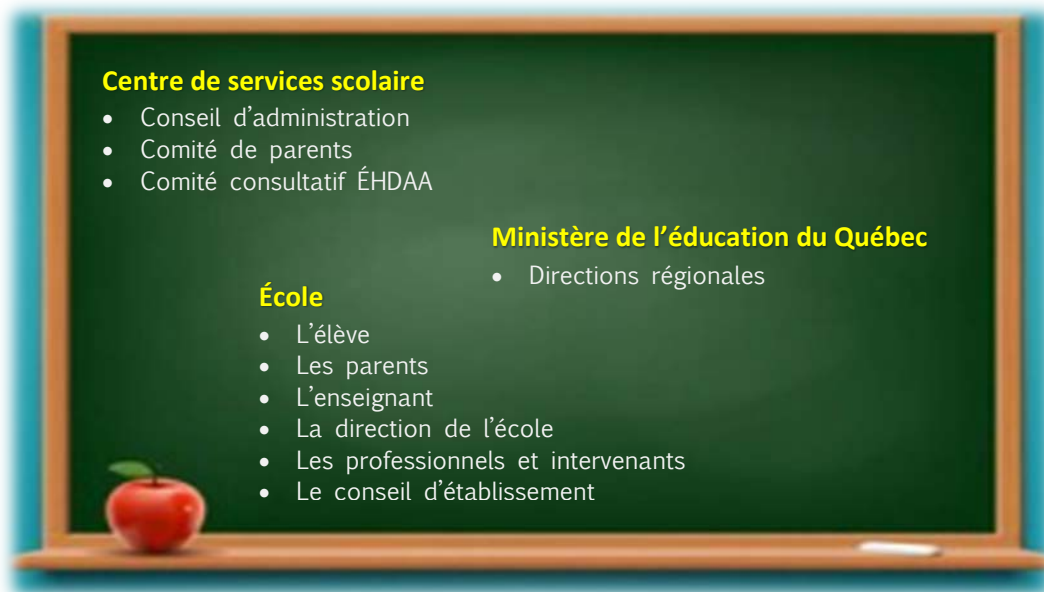 Centre de services scolaire
• Conseil d’administration
• Comité de parents
• Comité consultatif ÉHDAA
Ministère de l’éducation du Québec
• Directions régionales
École
• L’élève
• Les parents
• L’enseignant
• La direction de l’école
• Les professionnels et intervenants
• Le conseil d’établissement